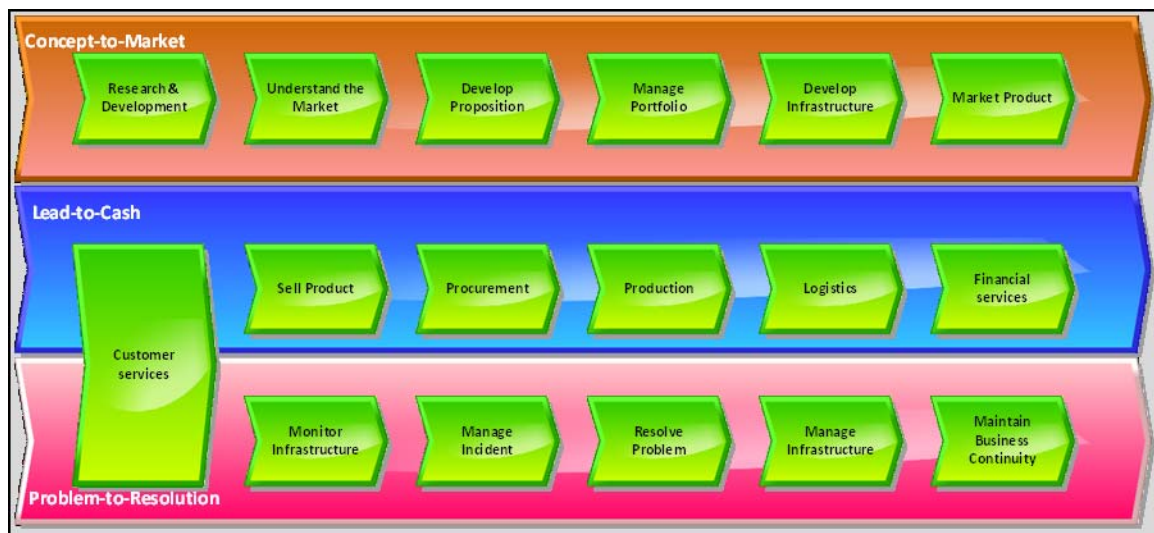 Concept-to-Market
Research &
Development
Understand the
Market
Develop
Proposition
Manage
Portfolio
Develop
Infrastructure
Market Product
Lead-to-Cash
Customer
services
Sell Product
Procurement
Production
Logistics
Financial
services
Monitor
Infrastructure
Manage
Incident
Resolve
Problem
Manage
Infrastructure
Maintain
Business
Continuity
Problem-to-Resolution